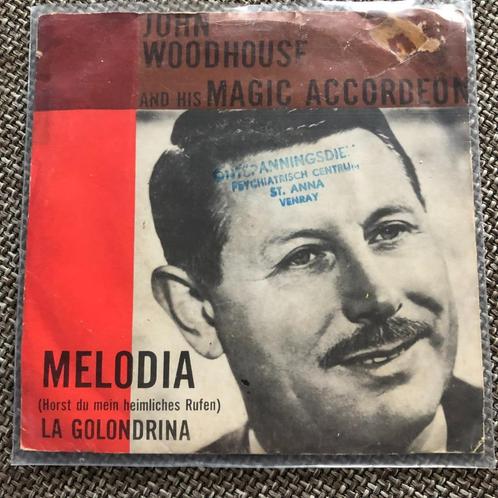 JOHN
WOODHOUSE
AND HIS MAGIC ACCORDEON
ONTSPANNINGSDIENST
PSYCHIATRISCH CENTRUM
ST. ANNA
VENRAY
MELODIA
(Horst du mein heimliches Rufen)
LA GOLONDRINA